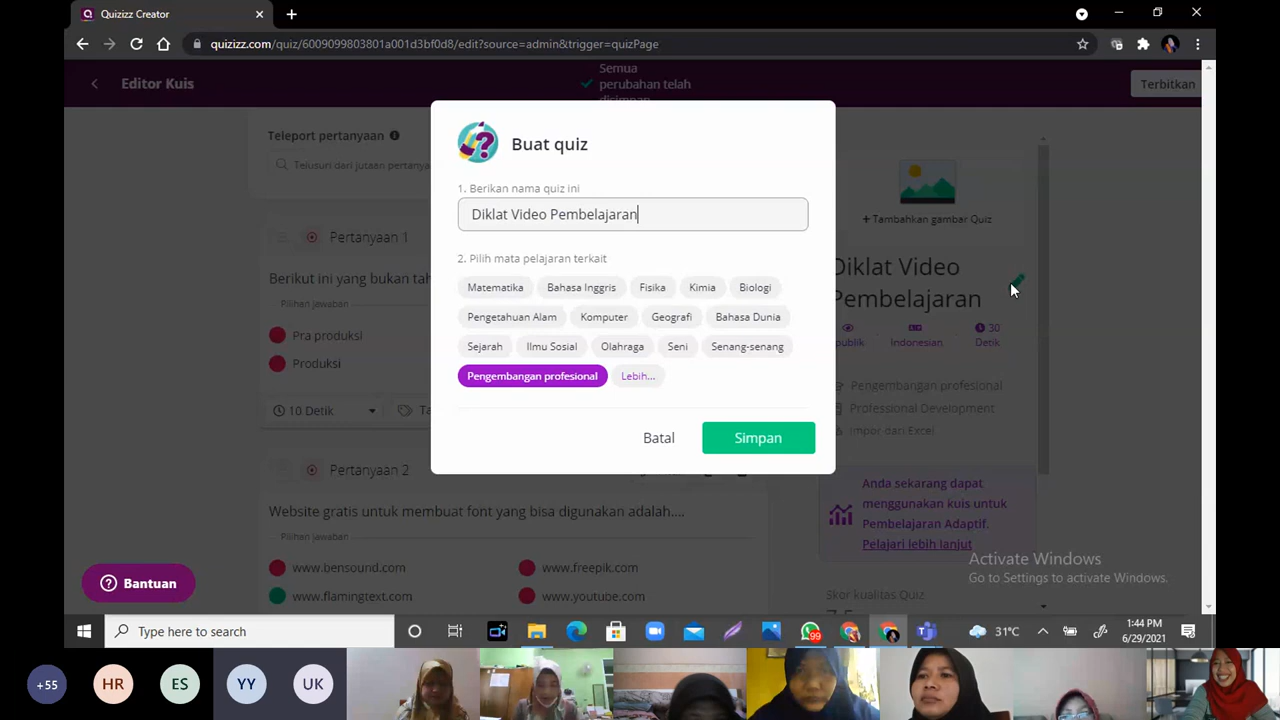 Quizizz Creator
quizizz.com/quiz/6009099803801a001d3bf0d8/edit?source=admin&trigger=quizPage
Editor Kuis
Semua
perubahan telah
disimpan
Terbitkan
Teleport pertanyaan
Telusuri dari jutaan pertanya
Pertanyaan 1
Berikut ini yang bukan tah
Pilihan jawaban
Pra produksi
Produksi
10 Detik
Ta
Pertanyaan 2
Website gratis untuk membuat font yang bisa digunakan adalah....
Pilihan jawaban
www.bensound.com
www.freepik.com
www.flamingtext.com
www.youtube.com
Bantuan
Buat quiz
1. Berikan nama quiz ini
Diklat Video Pembelajaran
2. Pilih mata pelajaran terkait
Matematika Bahasa Inggris Fisika Kimia Biologi
Pengetahuan Alam Komputer Geografi Bahasa Dunia
Sejarah Ilmu Sosial Olahraga Seni Senang-senang
Pengembangan profesional Lebih...
Batal Simpan
+ Tambahkan gambar Quiz
Diklat Video
Pembelajaran
publik Indonesian 30
Detik
Pengembangan profesional
Professional Development
Impor dari Excel
Anda sekarang dapat
menggunakan kuis untuk
Pembelajaran Adaptif.
Pelajari lebih lanjut
Activate Windows
Go to Settings to activate Windows.
Skor kualitas Quiz
Type here to search
99
31°C
1:44 PM
6/29/2021
+55 HR ES YY UK